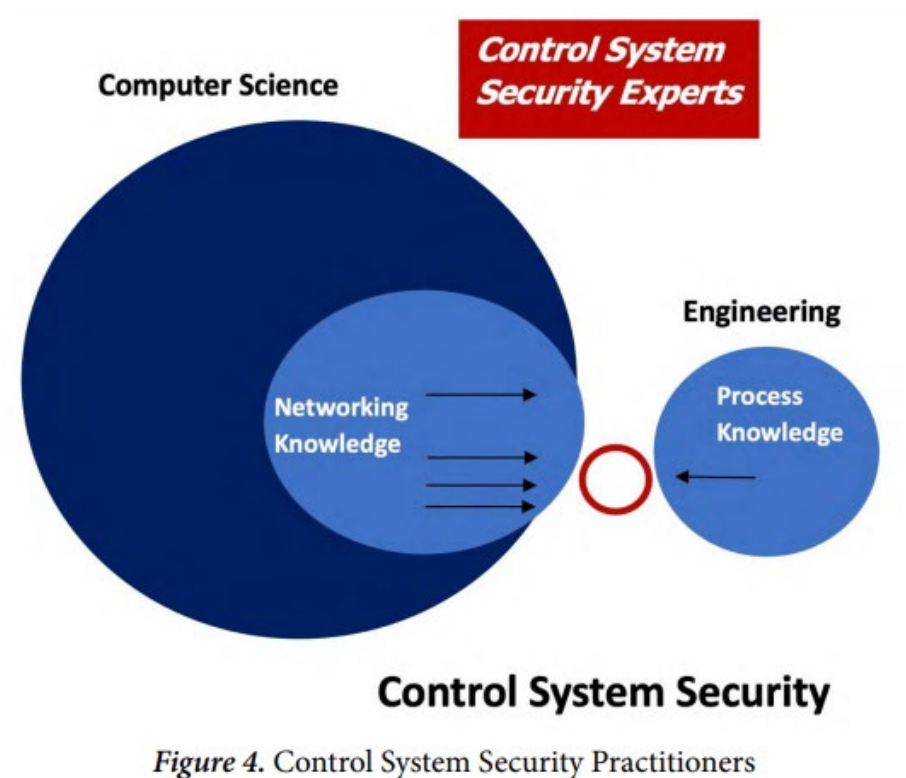 Control System
Security Experts
Computer Science
Engineering
Networking
Knowledge
Process
Knowledge
Control System Security
Figure 4. Control System Security Practitioners